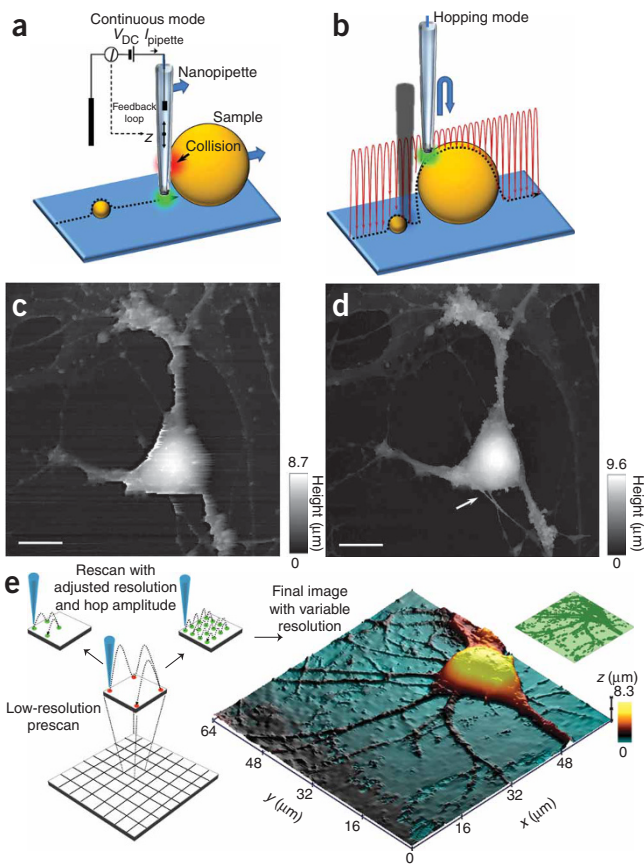 a
Continuous mode
V_DC I_pipette
Nanopipette
Feedback
loop
z
Sample
Collision
b
Hopping mode
c
8.7
Height (μm)
0
d
9.6
Height (μm)
0
e
Rescan with
adjusted resolution
and hop amplitude
Final image
with variable
resolution
Low-resolution
prescan
z (μm)
8.3
0
64
48
32
16
0
y (μm)
16
32
48
x (μm)